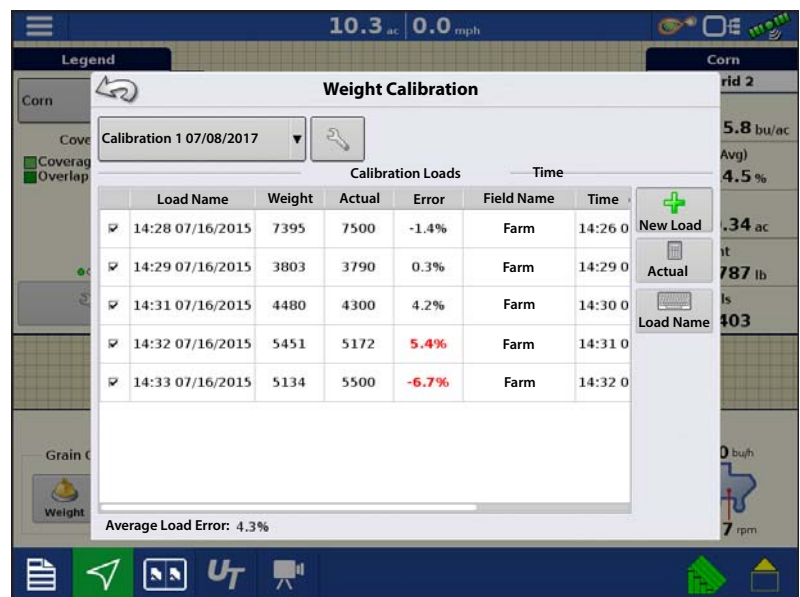 10.3 ac 0.0 mph
Legend
Corn
Weight Calibration
rid 2
Corn
5.8 bu/ac
Cove
Calibration 1 07/08/2017
Avg)
Coverag
Overlap
4.5 %
Calibration Loads Time
Load Name Weight Actual Error Field Name Time
New Load
.34 ac
14:28 07/16/2015 7395 7500 -1.4% Farm 14:26 0
nt
14:29 07/16/2015 3803 3790 0.3% Farm 14:29 0
Actual
787 lb
14:31 07/16/2015 4480 4300 4.2% Farm 14:30 0
ls
Load Name
403
14:32 07/16/2015 5451 5172 5.4% Farm 14:31 0
14:33 07/16/2015 5134 5500 -6.7% Farm 14:32 0
Grain
0 bu/h
Weight
Average Load Error: 4.3%
7 rpm
UT